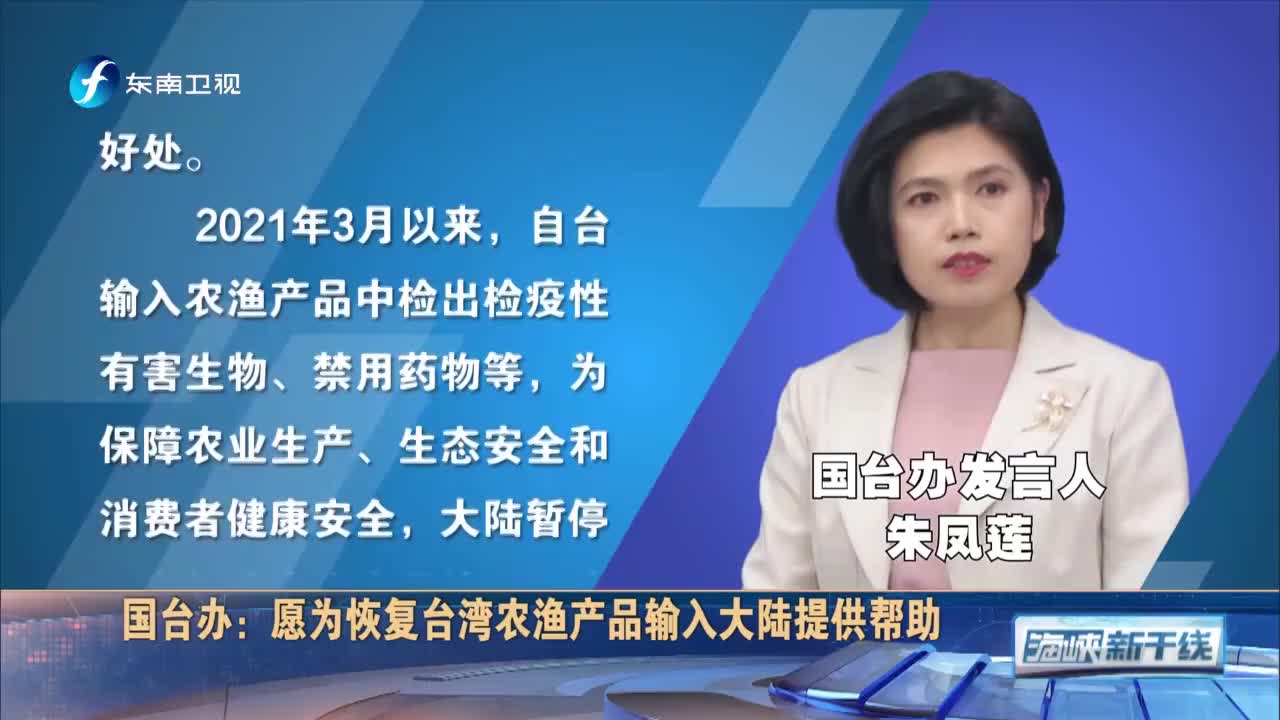 东南卫视
好处。
2021年3月以来，自台
输入农渔产品中检出检疫性
有害生物、禁用药物等，为
保障农业生产、生态安全和
消费者健康安全，大陆暂停
国台办发言人
朱凤莲
国台办：愿为恢复台湾农渔产品输入大陆提供帮助
海峡新干线